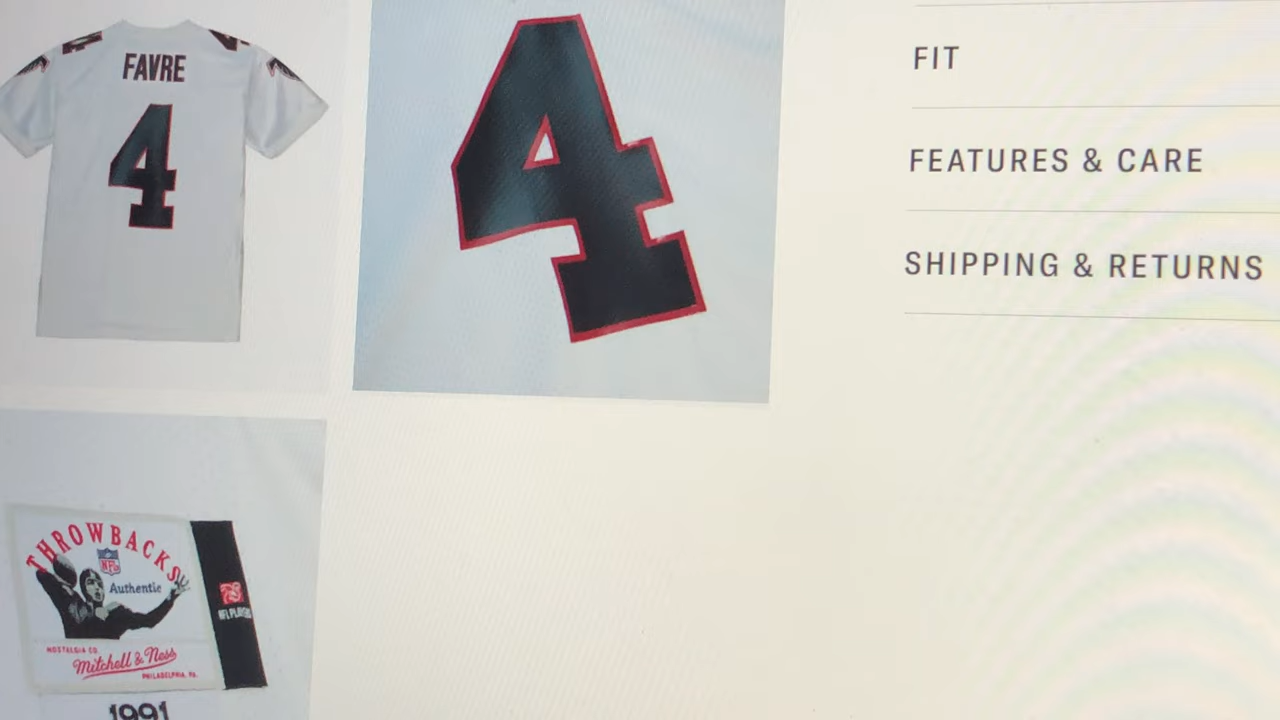 FAVRE
4
4
FIT
FEATURES & CARE
SHIPPING & RETURNS
THROWBACKS
NFL
Authentic
NFL PLAYERS
NOSTALGIA CO.
Mitchell & Ness
PHILADELPHIA, PA.
1991